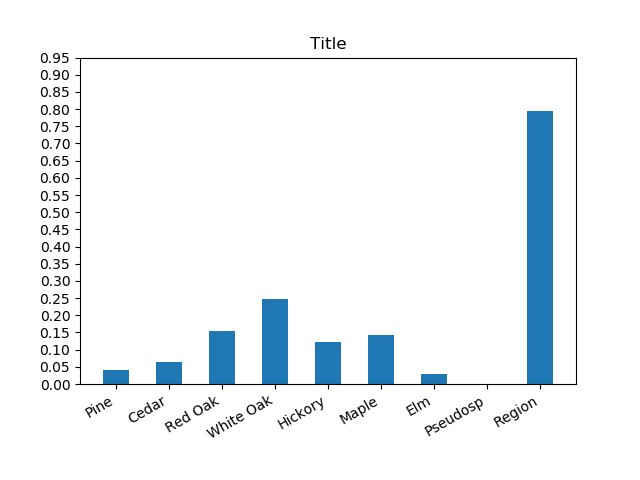 Title
0.95
0.90
0.85
0.80
0.75
0.70
0.65
0.60
0.55
0.50
0.45
0.40
0.35
0.30
0.25
0.20
0.15
0.10
0.05
0.00
Pine
Cedar
Red Oak
White Oak
Hickory
Maple
Elm
Pseudosp
Region